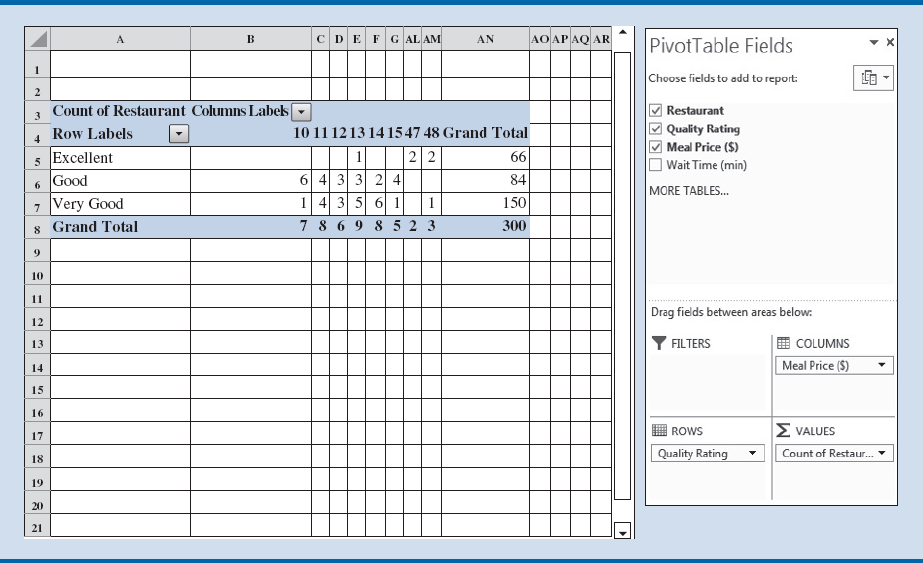 A B C D E F G AL AM AN AO AP AQ AR
1
2
3 Count of Restaurant Columns Labels
4 Row Labels 10 11 12 13 14 15 47 48 Grand Total
5 Excellent 1 2 2 66
6 Good 6 4 3 3 2 4 84
7 Very Good 1 4 3 5 6 1 1 150
8 Grand Total 7 8 6 9 8 5 2 3 300
9
10
11
12
13
14
15
16
17
18
19
20
21
PivotTable Fields
Choose fields to add to report:
Restaurant
Quality Rating
Meal Price ($)
Wait Time (min)
MORE TABLES...
Drag fields between areas below:
FILTERS
COLUMNS
Meal Price ($)
ROWS
Quality Rating
VALUES
Count of Restaur...